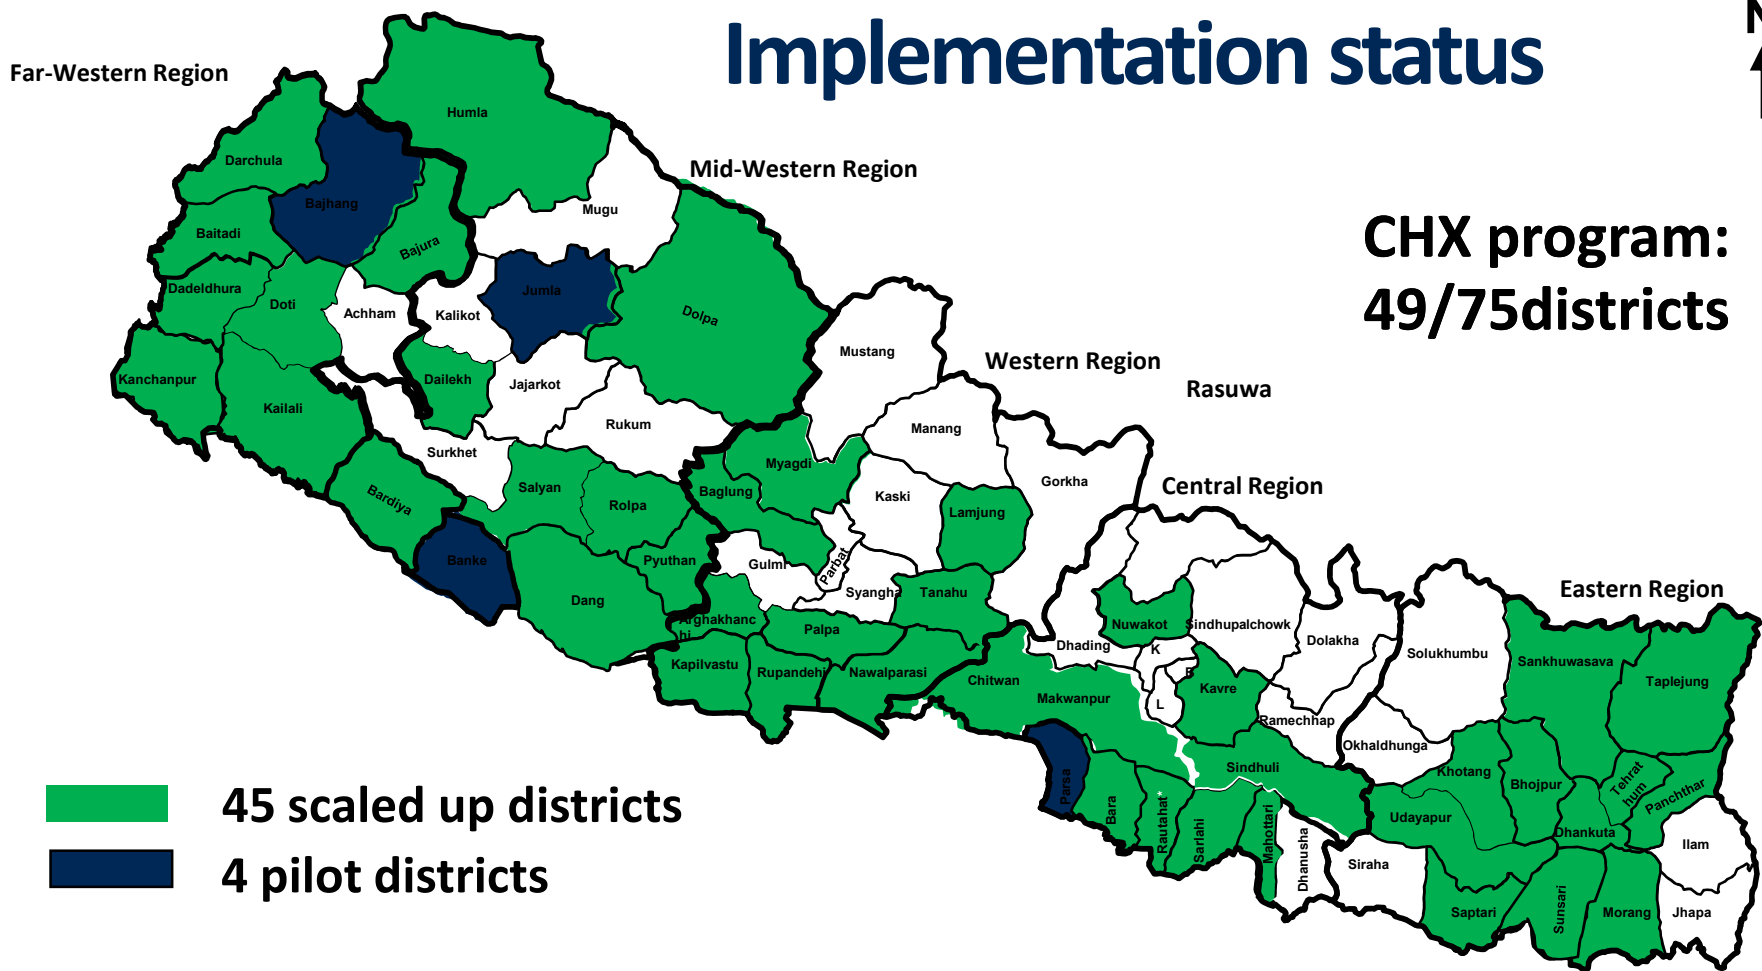 Implementation status
N
Far-Western Region
Humla
Darchula
Mid-Western Region
Bajhang
Mugu
Baitadi
Bajura
CHX program:
49/75districts
Dadeldhura
Doti
Achham
Kalikot
Jumla
Dolpa
Mustang
Western Region
Rasuwa
Kanchanpur
Kailali
Dailekh
Jajarkot
Rukum
Manang
Surkhet
Myagdi
Gorkha
Central Region
Bardiya
Salyan
Rolpa
Baglung
Kaski
Lamjung
Banke
Pyuthan
Gulmi
Parbat
Syangha
Tanahu
Eastern Region
Dang
Arghakhanc
hi
Palpa
Nuwakot
Sindhupalchowk
Dolakha
Dhading
K
B
Solukhumbu
Sankhuwasava
Taplejung
Kapilvastu
Rupandehi
Nawalparasi
Chitwan
Makwanpur
L
Kavre
Ramechhap
Okhaldhunga
Sindhuli
Khotang
Bhojpur
Tehrat
hum
Panchthar
Parsa
Bara
Rautahat*
Sarlahi
Mahottari
Dhanusha
Udayapur
Dhankuta
Siraha
Ilam
Saptari
Sunsari
Morang
Jhapa
45 scaled up districts
4 pilot districts